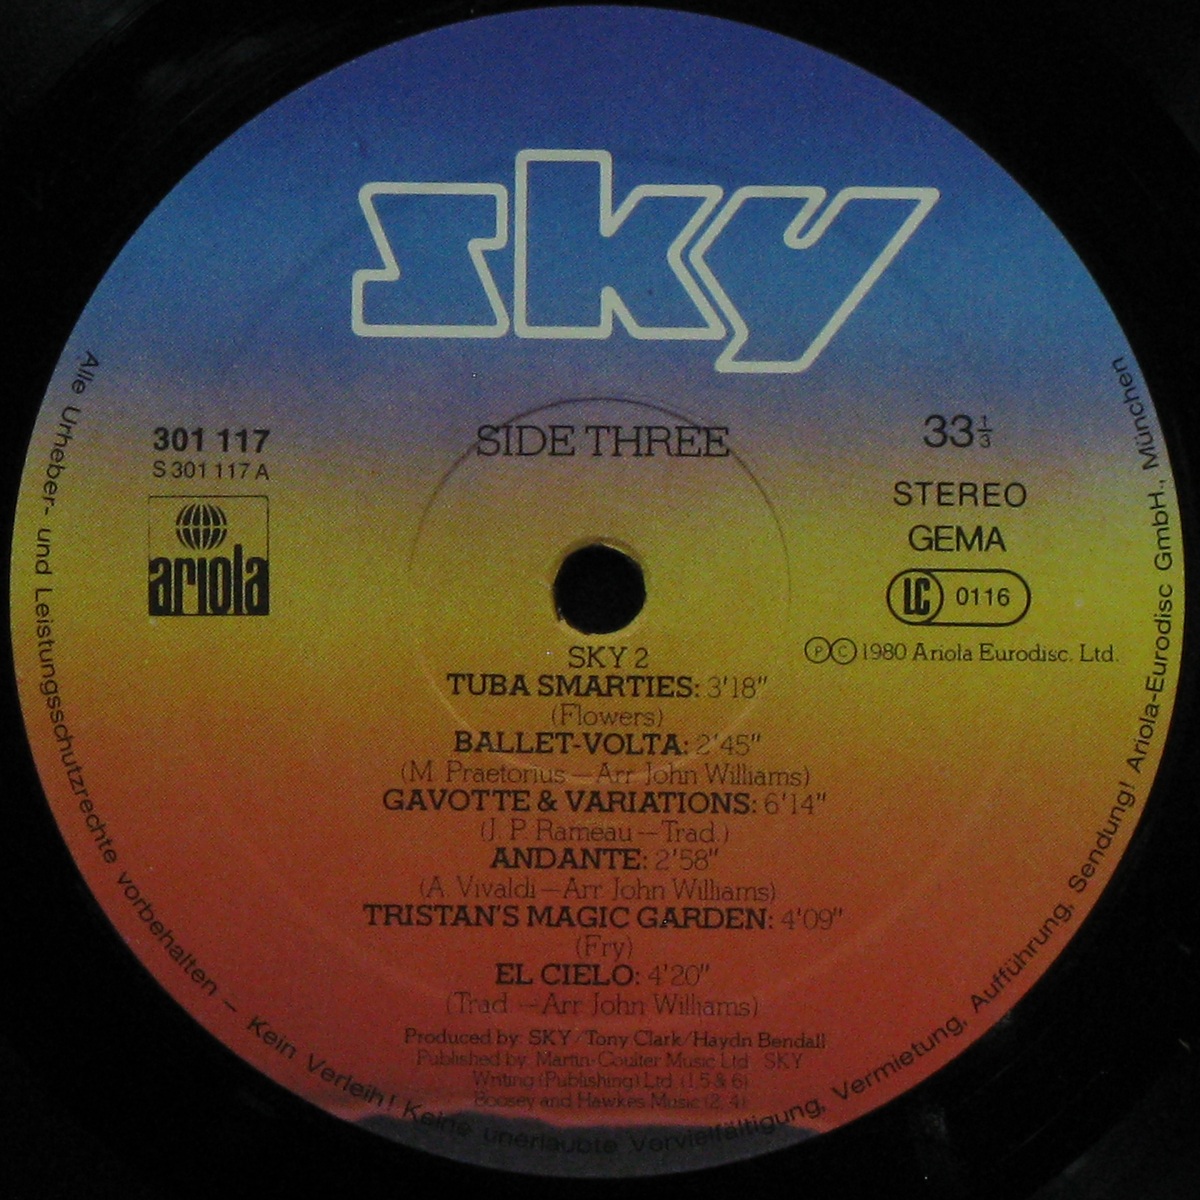 sky
301 117
S 301 117 A
ariola
SIDE THREE
33 1/3
STEREO
GEMA
LC 0116
Ⓟ Ⓒ 1980 Ariola Eurodisc. Ltd.
SKY 2
TUBA SMARTIES: 3'18"
(Flowers)
BALLET-VOLTA: 2'45"
(M. Praetorius — Arr. John Williams)
GAVOTTE & VARIATIONS: 6'14"
(J. P. Rameau — Trad.)
ANDANTE: 2'58"
(A. Vivaldi — Arr. John Williams)
TRISTAN'S MAGIC GARDEN: 4'09"
(Fry)
EL CIELO: 4'20"
(Trad. — Arr. John Williams)
Produced by: SKY/Tony Clark/Haydn Bendall
Published by: Martin-Coulter Music Ltd SKY
Writing (Publishing) Ltd. (1,5 & 6)
Boosey and Hawkes Music (2, 4)
Alle Urheber- und Leistungsschutzrechte vorbehalten – Kein Verleih! Keine unerlaubte Vervielfältigung, Vermietung, Aufführung, Sendung! Ariola-Eurodisc GmbH., München